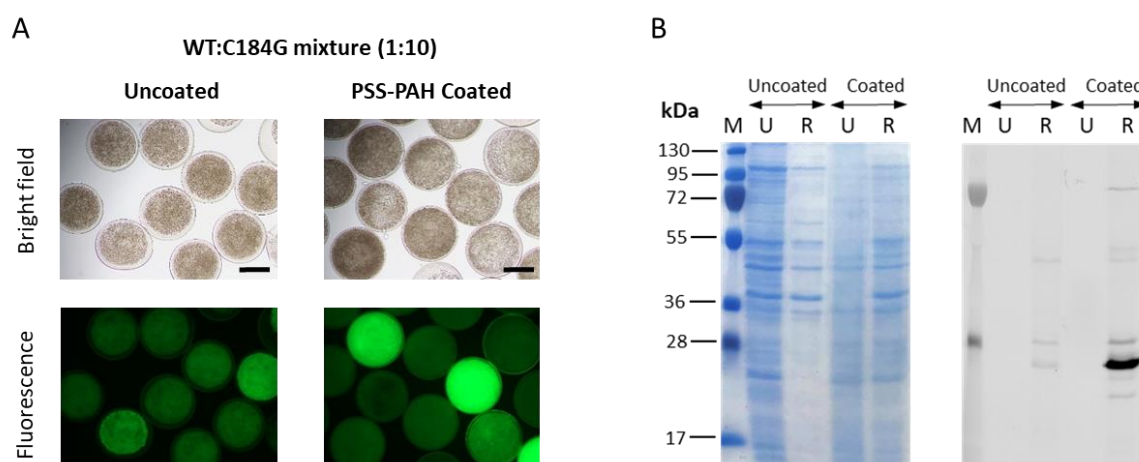 A
WT:C184G mixture (1:10)
Uncoated PSS-PAH Coated
Bright field
Fluorescence
B
Uncoated Coated Uncoated Coated
kDa M U R U R M U R U R
130
95
72
55
36
28
17